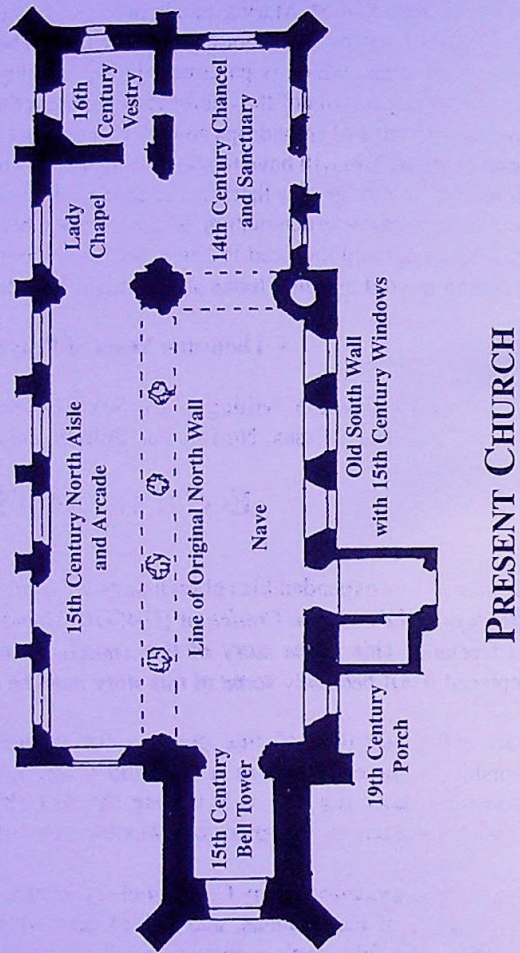 16th
Century
Vestry
Lady
Chapel
14th Century Chancel
and Sanctuary
15th Century North Aisle
and Arcade
Line of Original North Wall
Nave
Old South Wall
with 15th Century Windows
15th Century
Bell Tower
19th Century
Porch
PRESENT CHURCH